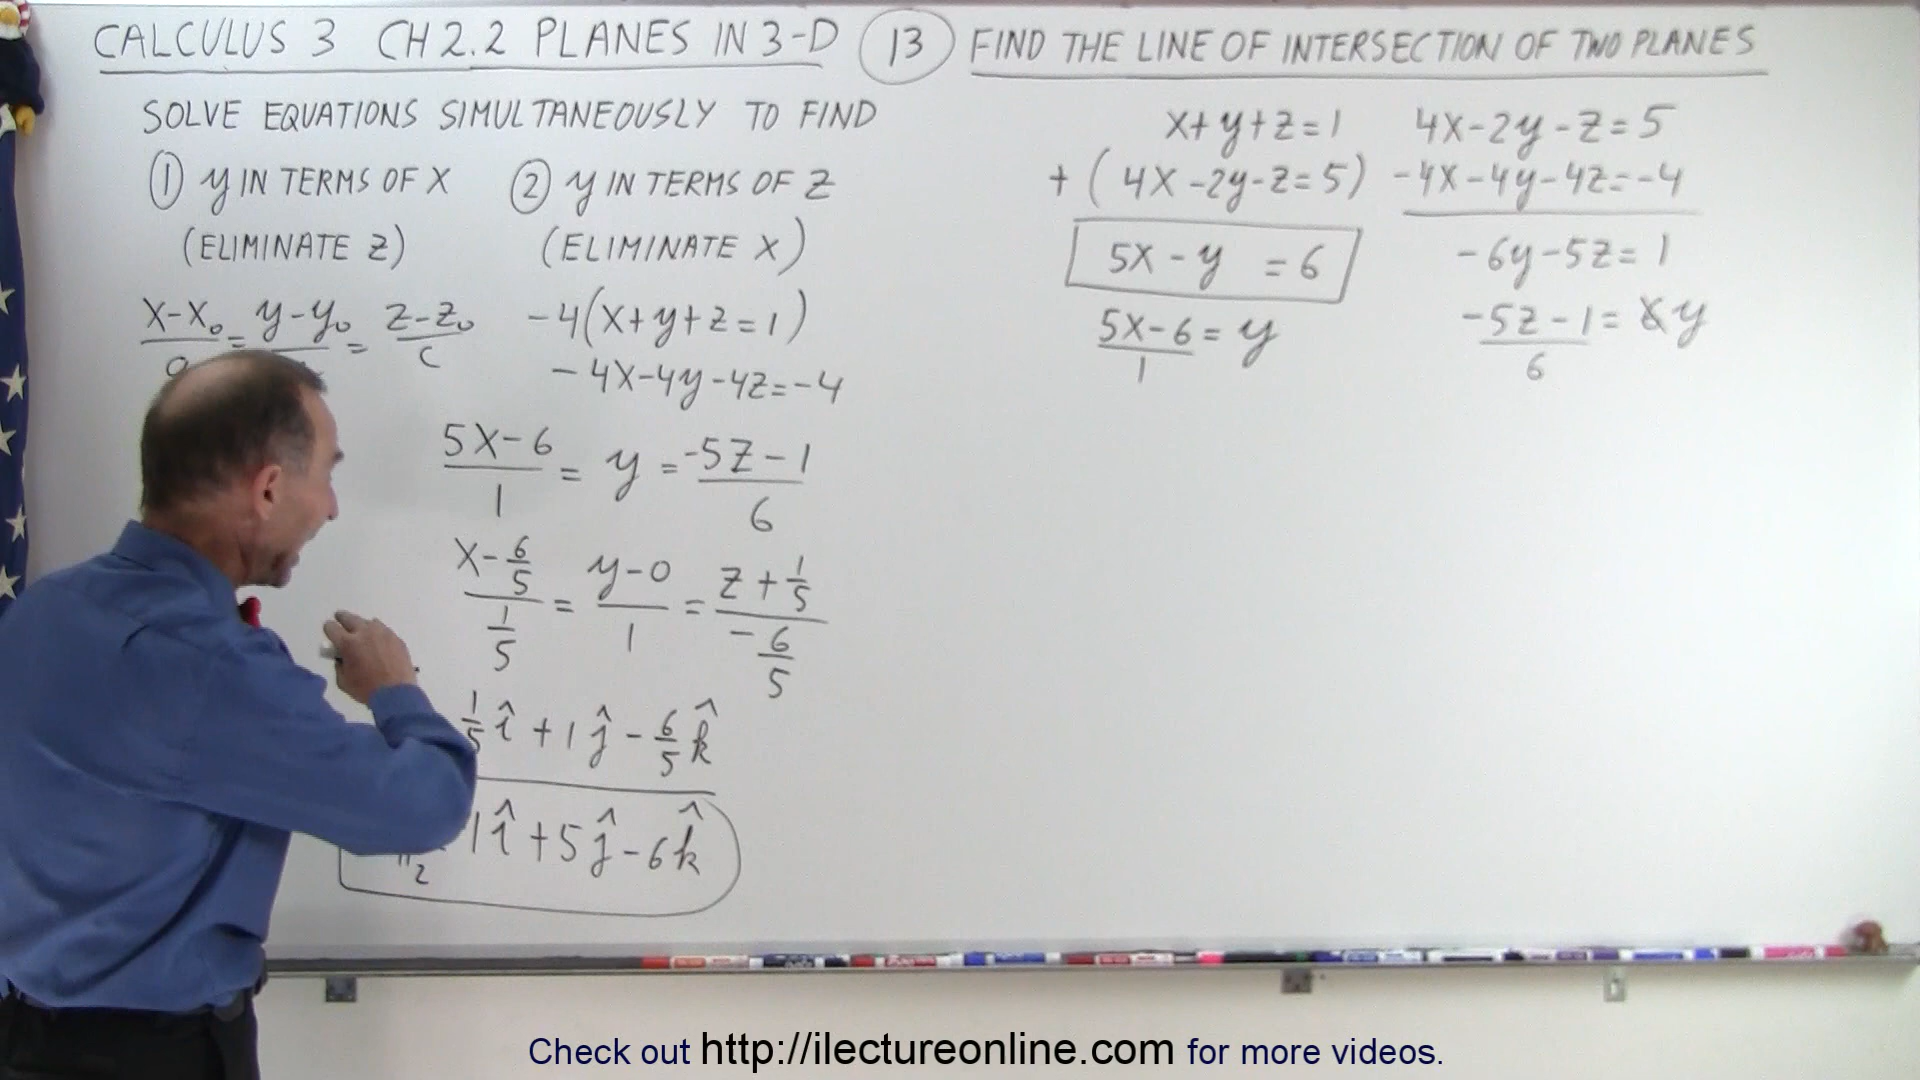 CALCULUS 3 CH 2.2 PLANES IN 3-D 13 FIND THE LINE OF INTERSECTION OF TWO PLANES
SOLVE EQUATIONS SIMULTANEOUSLY TO FIND
① y IN TERMS OF X ② y IN TERMS OF Z
(ELIMINATE Z) (ELIMINATE X)
X-X₀/a = y-y₀ = Z-Z₀/c
-4(X+y+Z=1)
-4X-4y-4Z=-4
5X-6/1 = y = -5Z-1/6
(X-6/5)/(1/5) = (y-0)/1 = (Z+1/5)/(-6/5)
1/5 î + 1 ĵ - 6/5 k̂
n₂ 1î + 5ĵ - 6k̂
X+y+Z=1
+ (4X-2y-Z=5)
5X-y =6
5X-6/1 = y
4X-2y-Z=5
-4X-4y-4Z=-4
-6y-5Z=1
-5Z-1/6 = y
Check out http://ilectureonline.com for more videos.